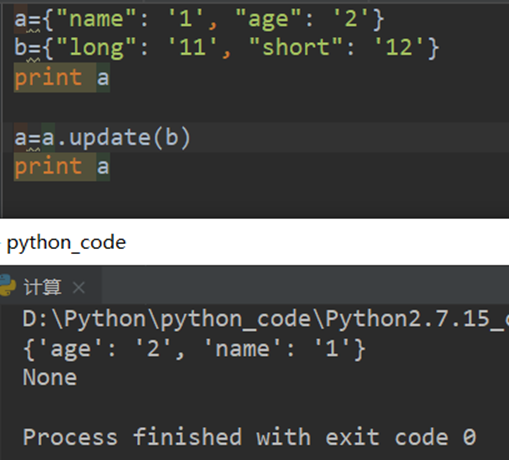 a={"name": '1', "age": '2'}
b={"long": '11', "short": '12'}
print a
a=a.update(b)
print a
python_code
计算
D:\Python\python_code\Python2.7.15_
{'age': '2', 'name': '1'}
None
Process finished with exit code 0